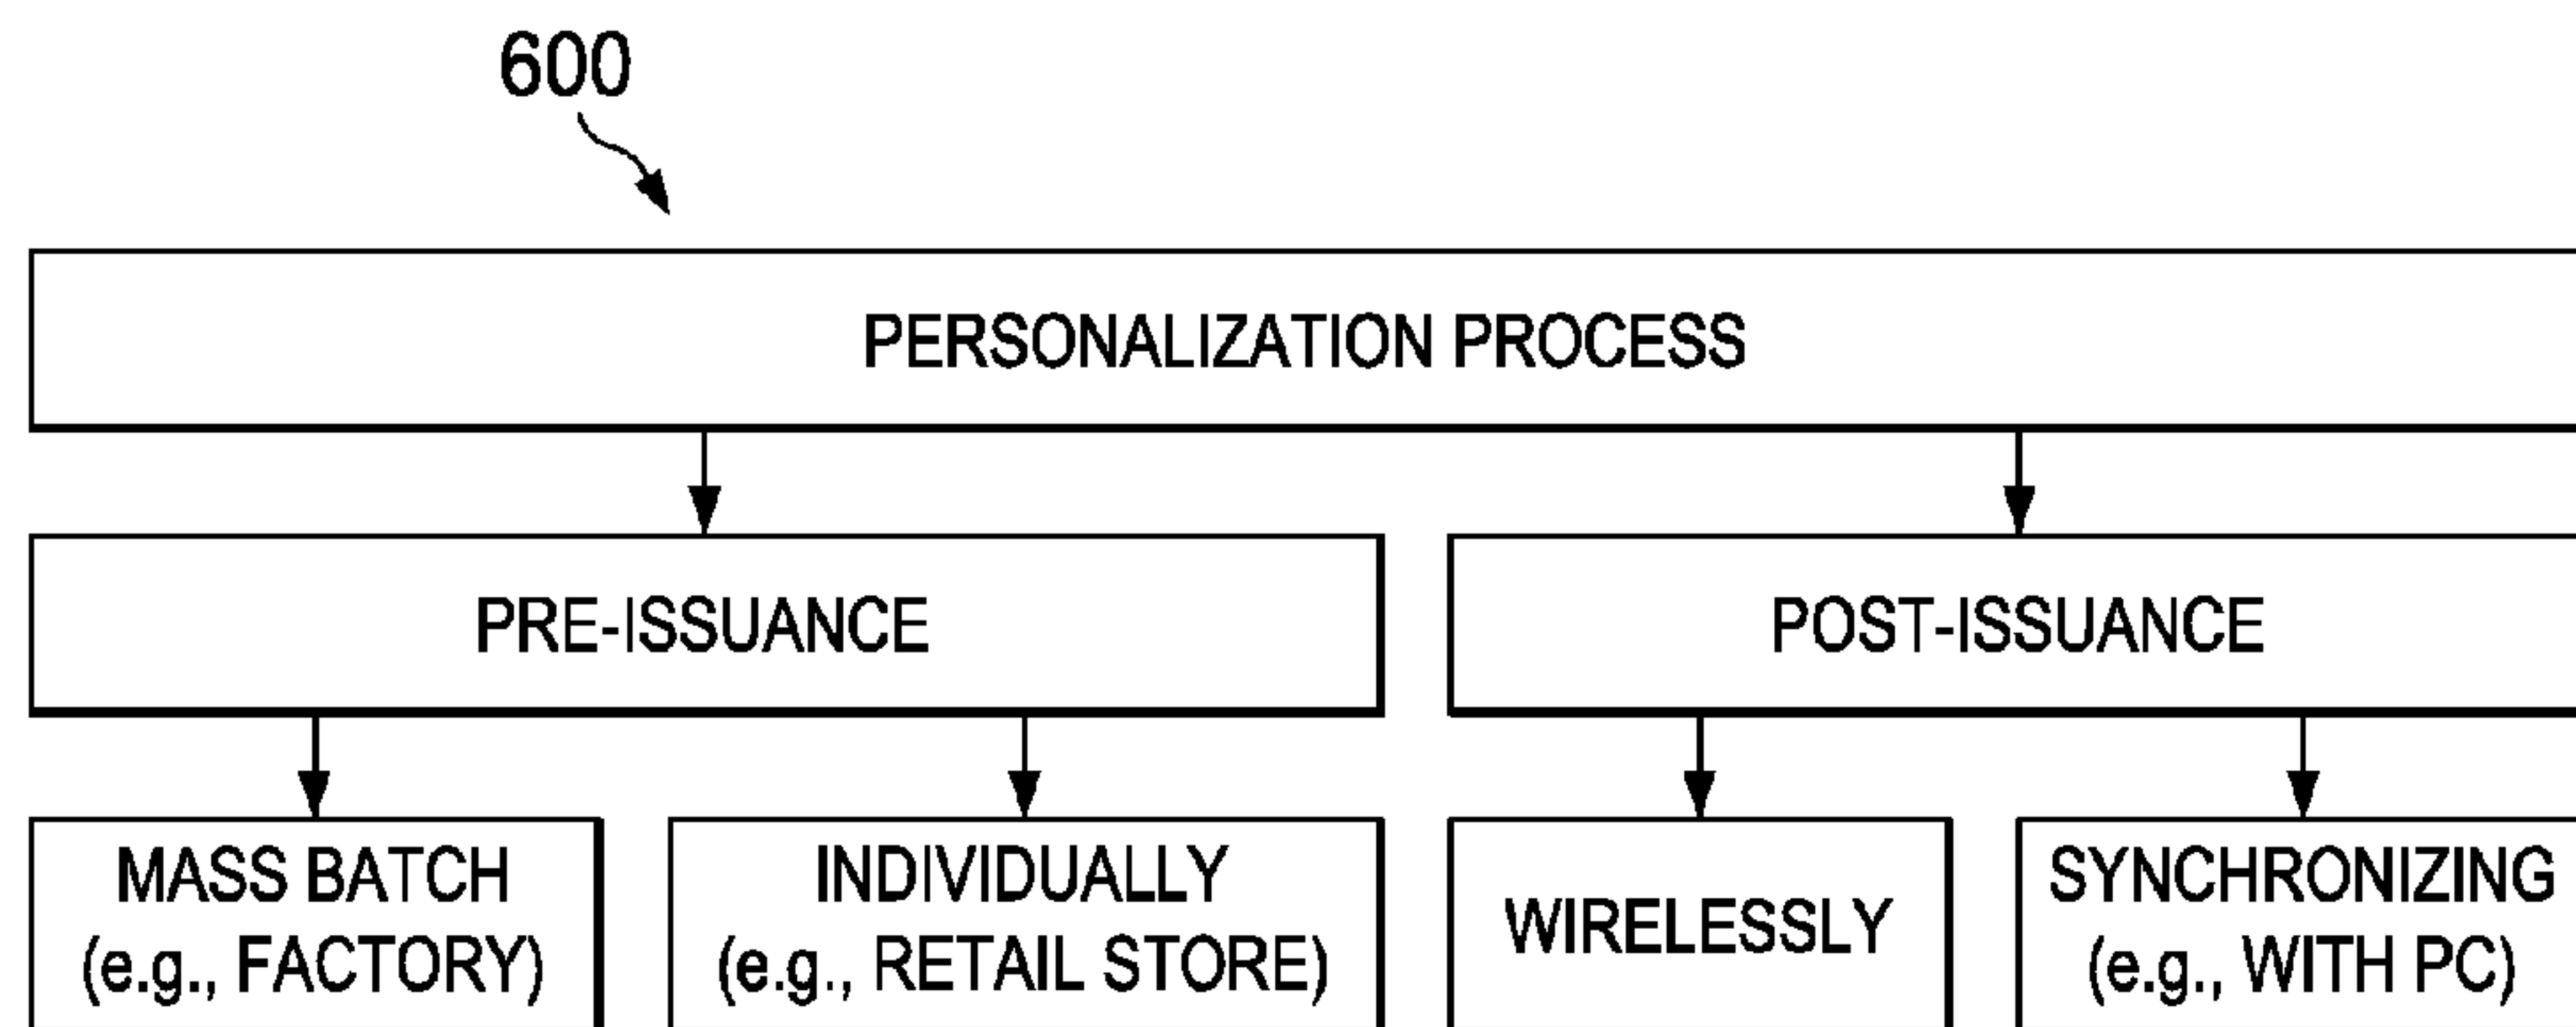 600
PERSONALIZATION PROCESS
PRE-ISSUANCE
POST-ISSUANCE
MASS BATCH
(e.g., FACTORY)
INDIVIDUALLY
(e.g., RETAIL STORE)
WIRELESSLY
SYNCHRONIZING
(e.g., WITH PC)